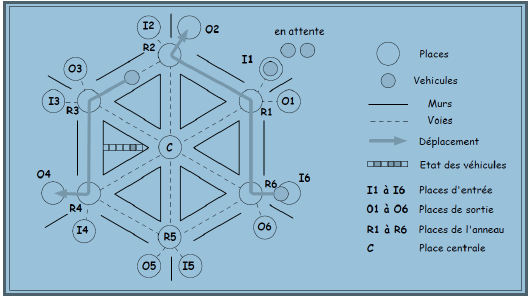 I2
O2
R2
en attente
I1
O3
I3
R3
R1
O1
C
O4
R4
I4
R6
I6
O6
R5
O5
I5
Places
Vehicules
Murs
Voies
Déplacement
Etat des véhicules
I1 à I6 Places d'entrée
O1 à O6 Places de sortie
R1 à R6 Places de l'anneau
C Place centrale